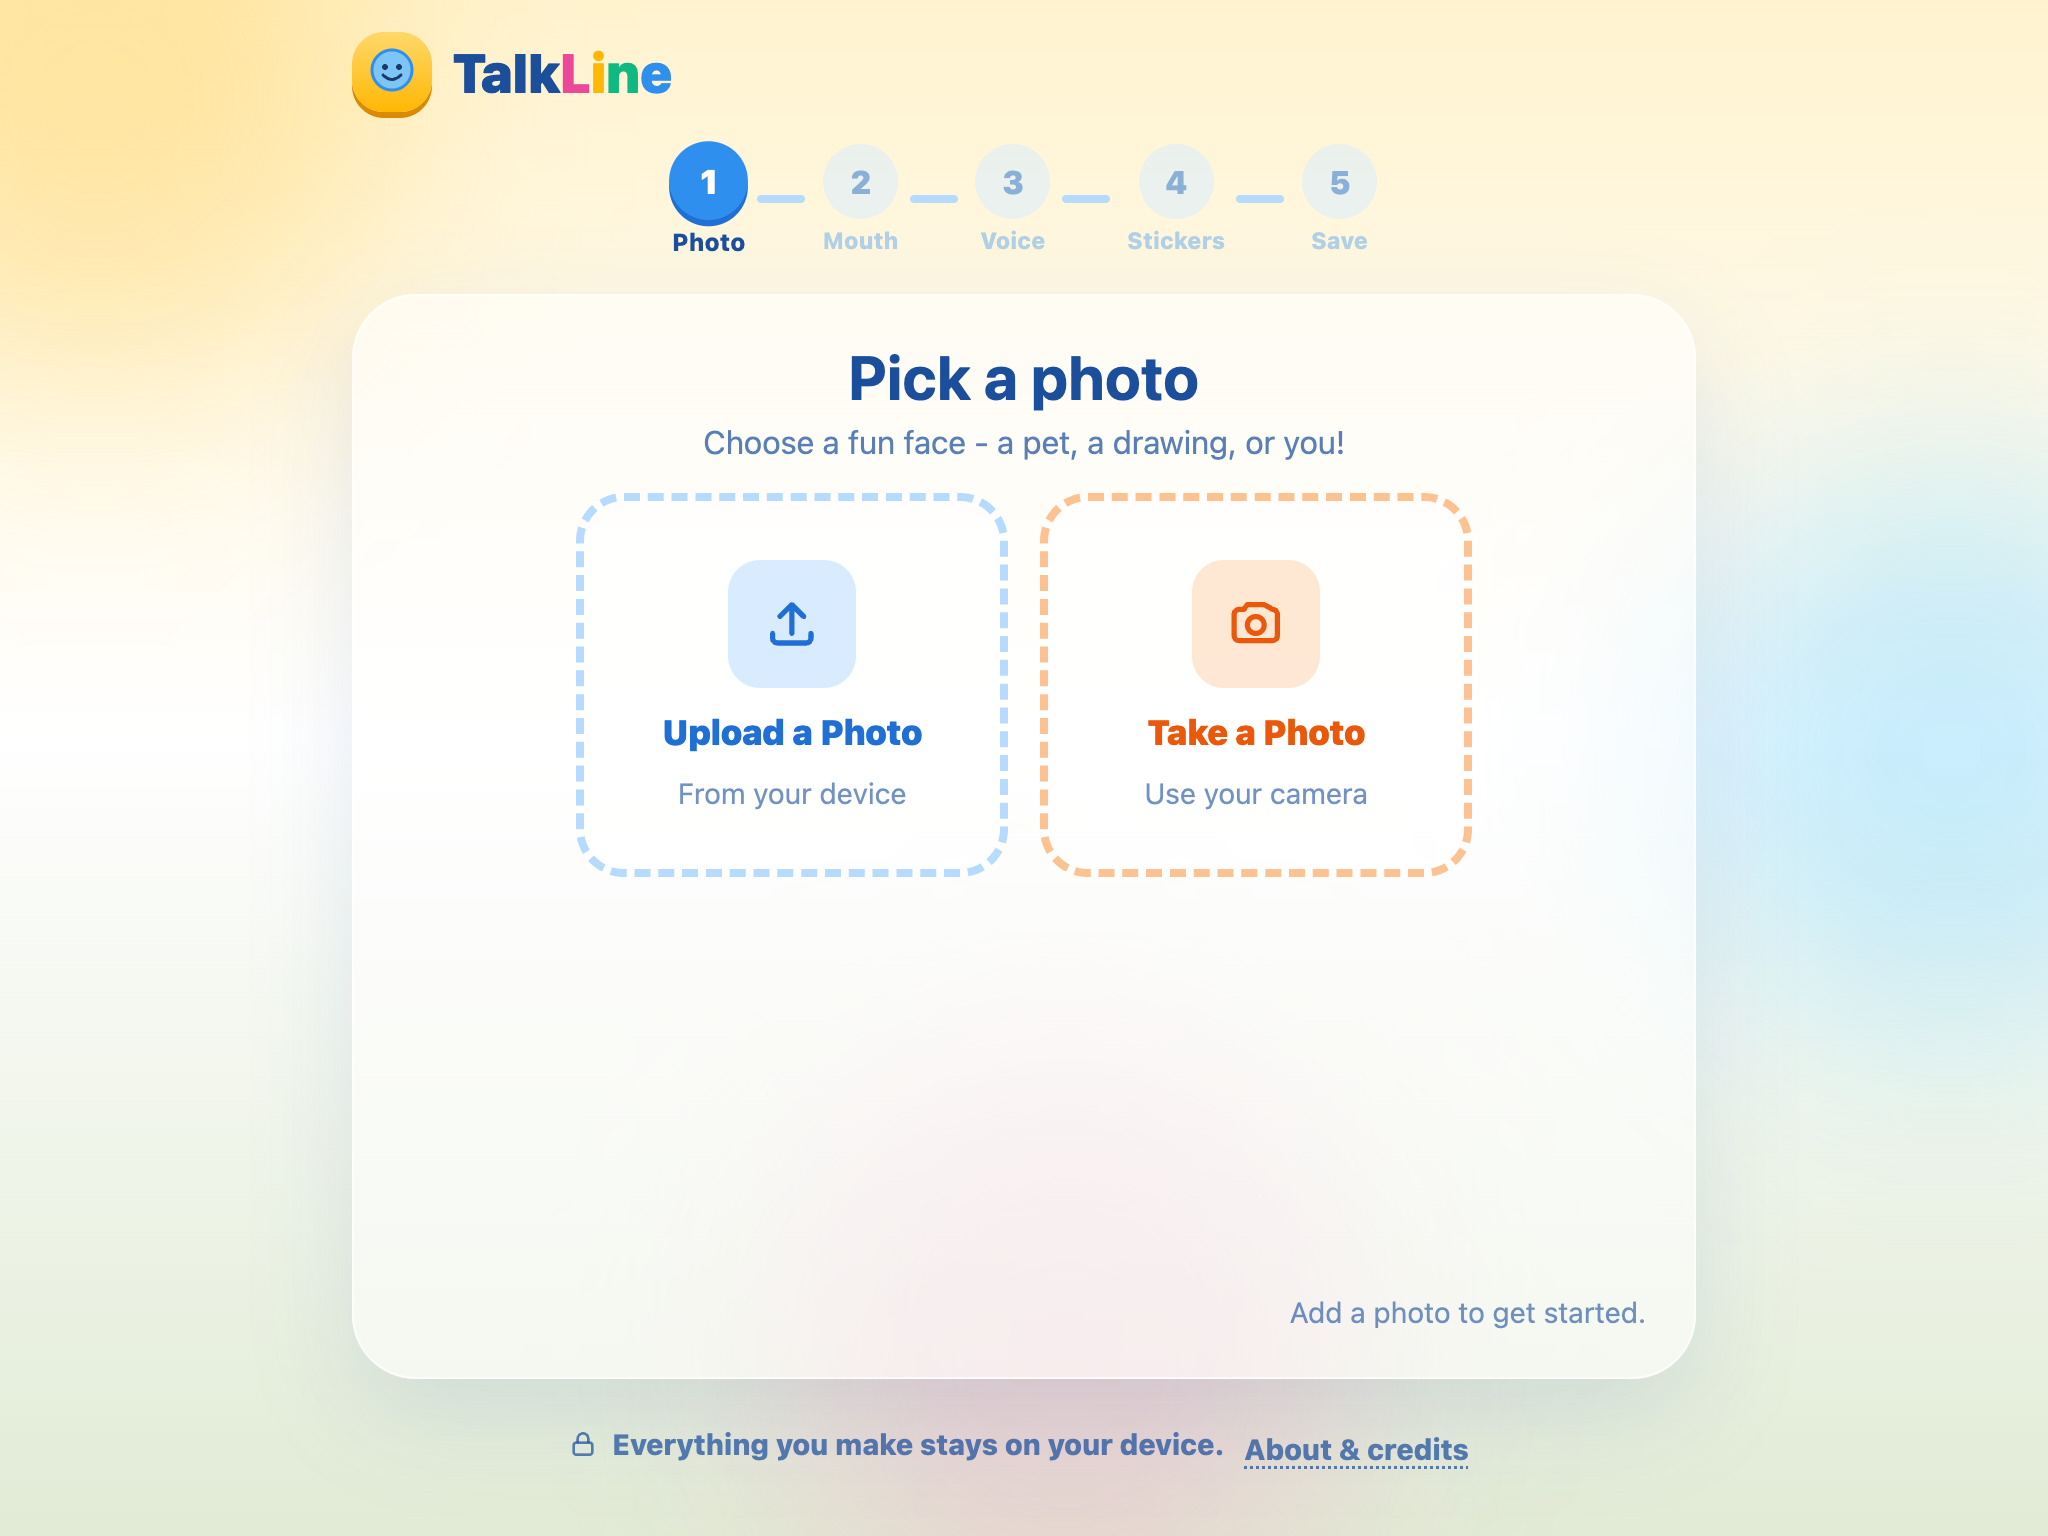 TalkLine
1 2 3 4 5
Photo Mouth Voice Stickers Save
Pick a photo
Choose a fun face - a pet, a drawing, or you!
Upload a Photo
From your device
Take a Photo
Use your camera
Add a photo to get started.
Everything you make stays on your device. About & credits